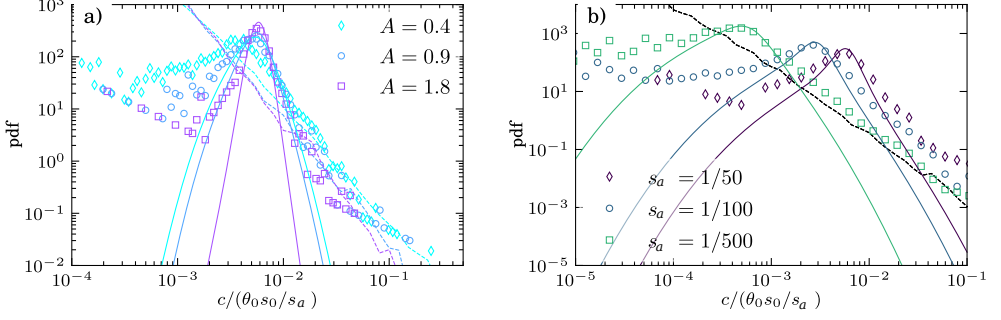 a)
A = 0.4
A = 0.9
A = 1.8
10³
10²
10¹
10⁰
10⁻¹
10⁻²
pdf
10⁻⁴ 10⁻³ 10⁻² 10⁻¹
c/(θ₀s₀/sₐ)
b)
10³
10¹
10⁻¹
10⁻³
10⁻⁵
pdf
sₐ = 1/50
sₐ = 1/100
sₐ = 1/500
10⁻⁵ 10⁻⁴ 10⁻³ 10⁻² 10⁻¹
c/(θ₀s₀/sₐ)